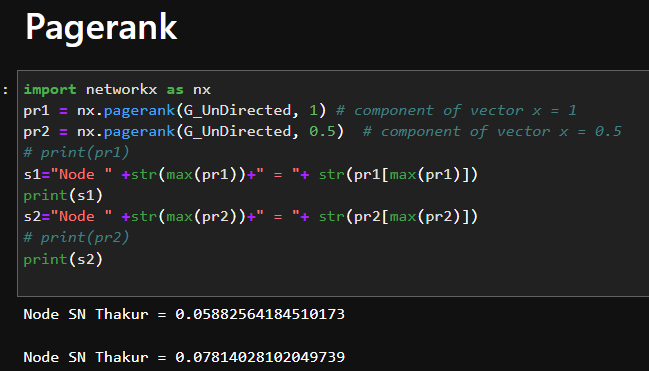 Pagerank
:
import networkx as nx
pr1 = nx.pagerank(G_UnDirected, 1) # component of vector x = 1
pr2 = nx.pagerank(G_UnDirected, 0.5)  # component of vector x = 0.5
# print(pr1)
s1="Node " +str(max(pr1))+" = "+ str(pr1[max(pr1)])
print(s1)
s2="Node " +str(max(pr2))+" = "+ str(pr2[max(pr2)])
# print(pr2)
print(s2)
Node SN Thakur = 0.05882564184510173
Node SN Thakur = 0.07814028102049739